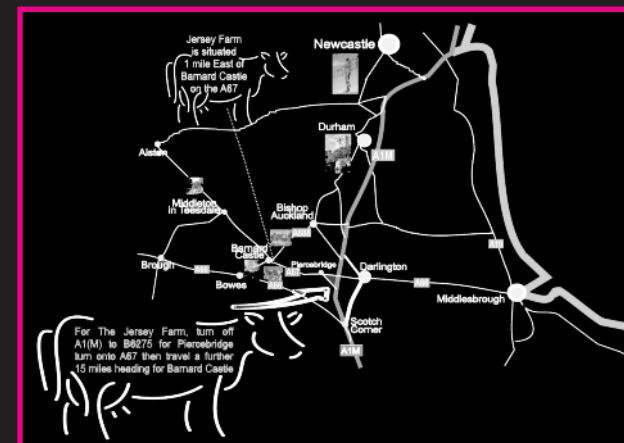 Jersey Farm
is situated
1 mile East of
Barnard Castle
on the A67
Newcastle
Durham
A1M
Alston
Middleton
in Teesdale
Bishop
Auckland
Barnard
Castle
A19
Brough
Bowes
A67
A66
Piercebridge
Darlington
A66
Middlesbrough
Scotch
Corner
A1M
For The Jersey Farm, turn off
A1(M) to B6275 for Piercebridge
turn onto A67 then travel a further
15 miles heading for Barnard Castle